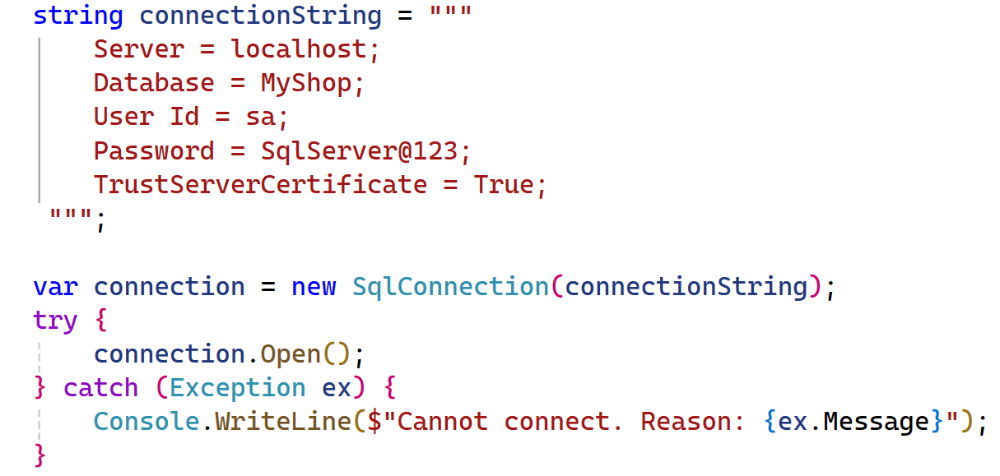 string connectionString = """
    Server = localhost;
    Database = MyShop;
    User Id = sa;
    Password = SqlServer@123;
    TrustServerCertificate = True;
 """;

var connection = new SqlConnection(connectionString);
try {
    connection.Open();
} catch (Exception ex) {
    Console.WriteLine($"Cannot connect. Reason: {ex.Message}");
}